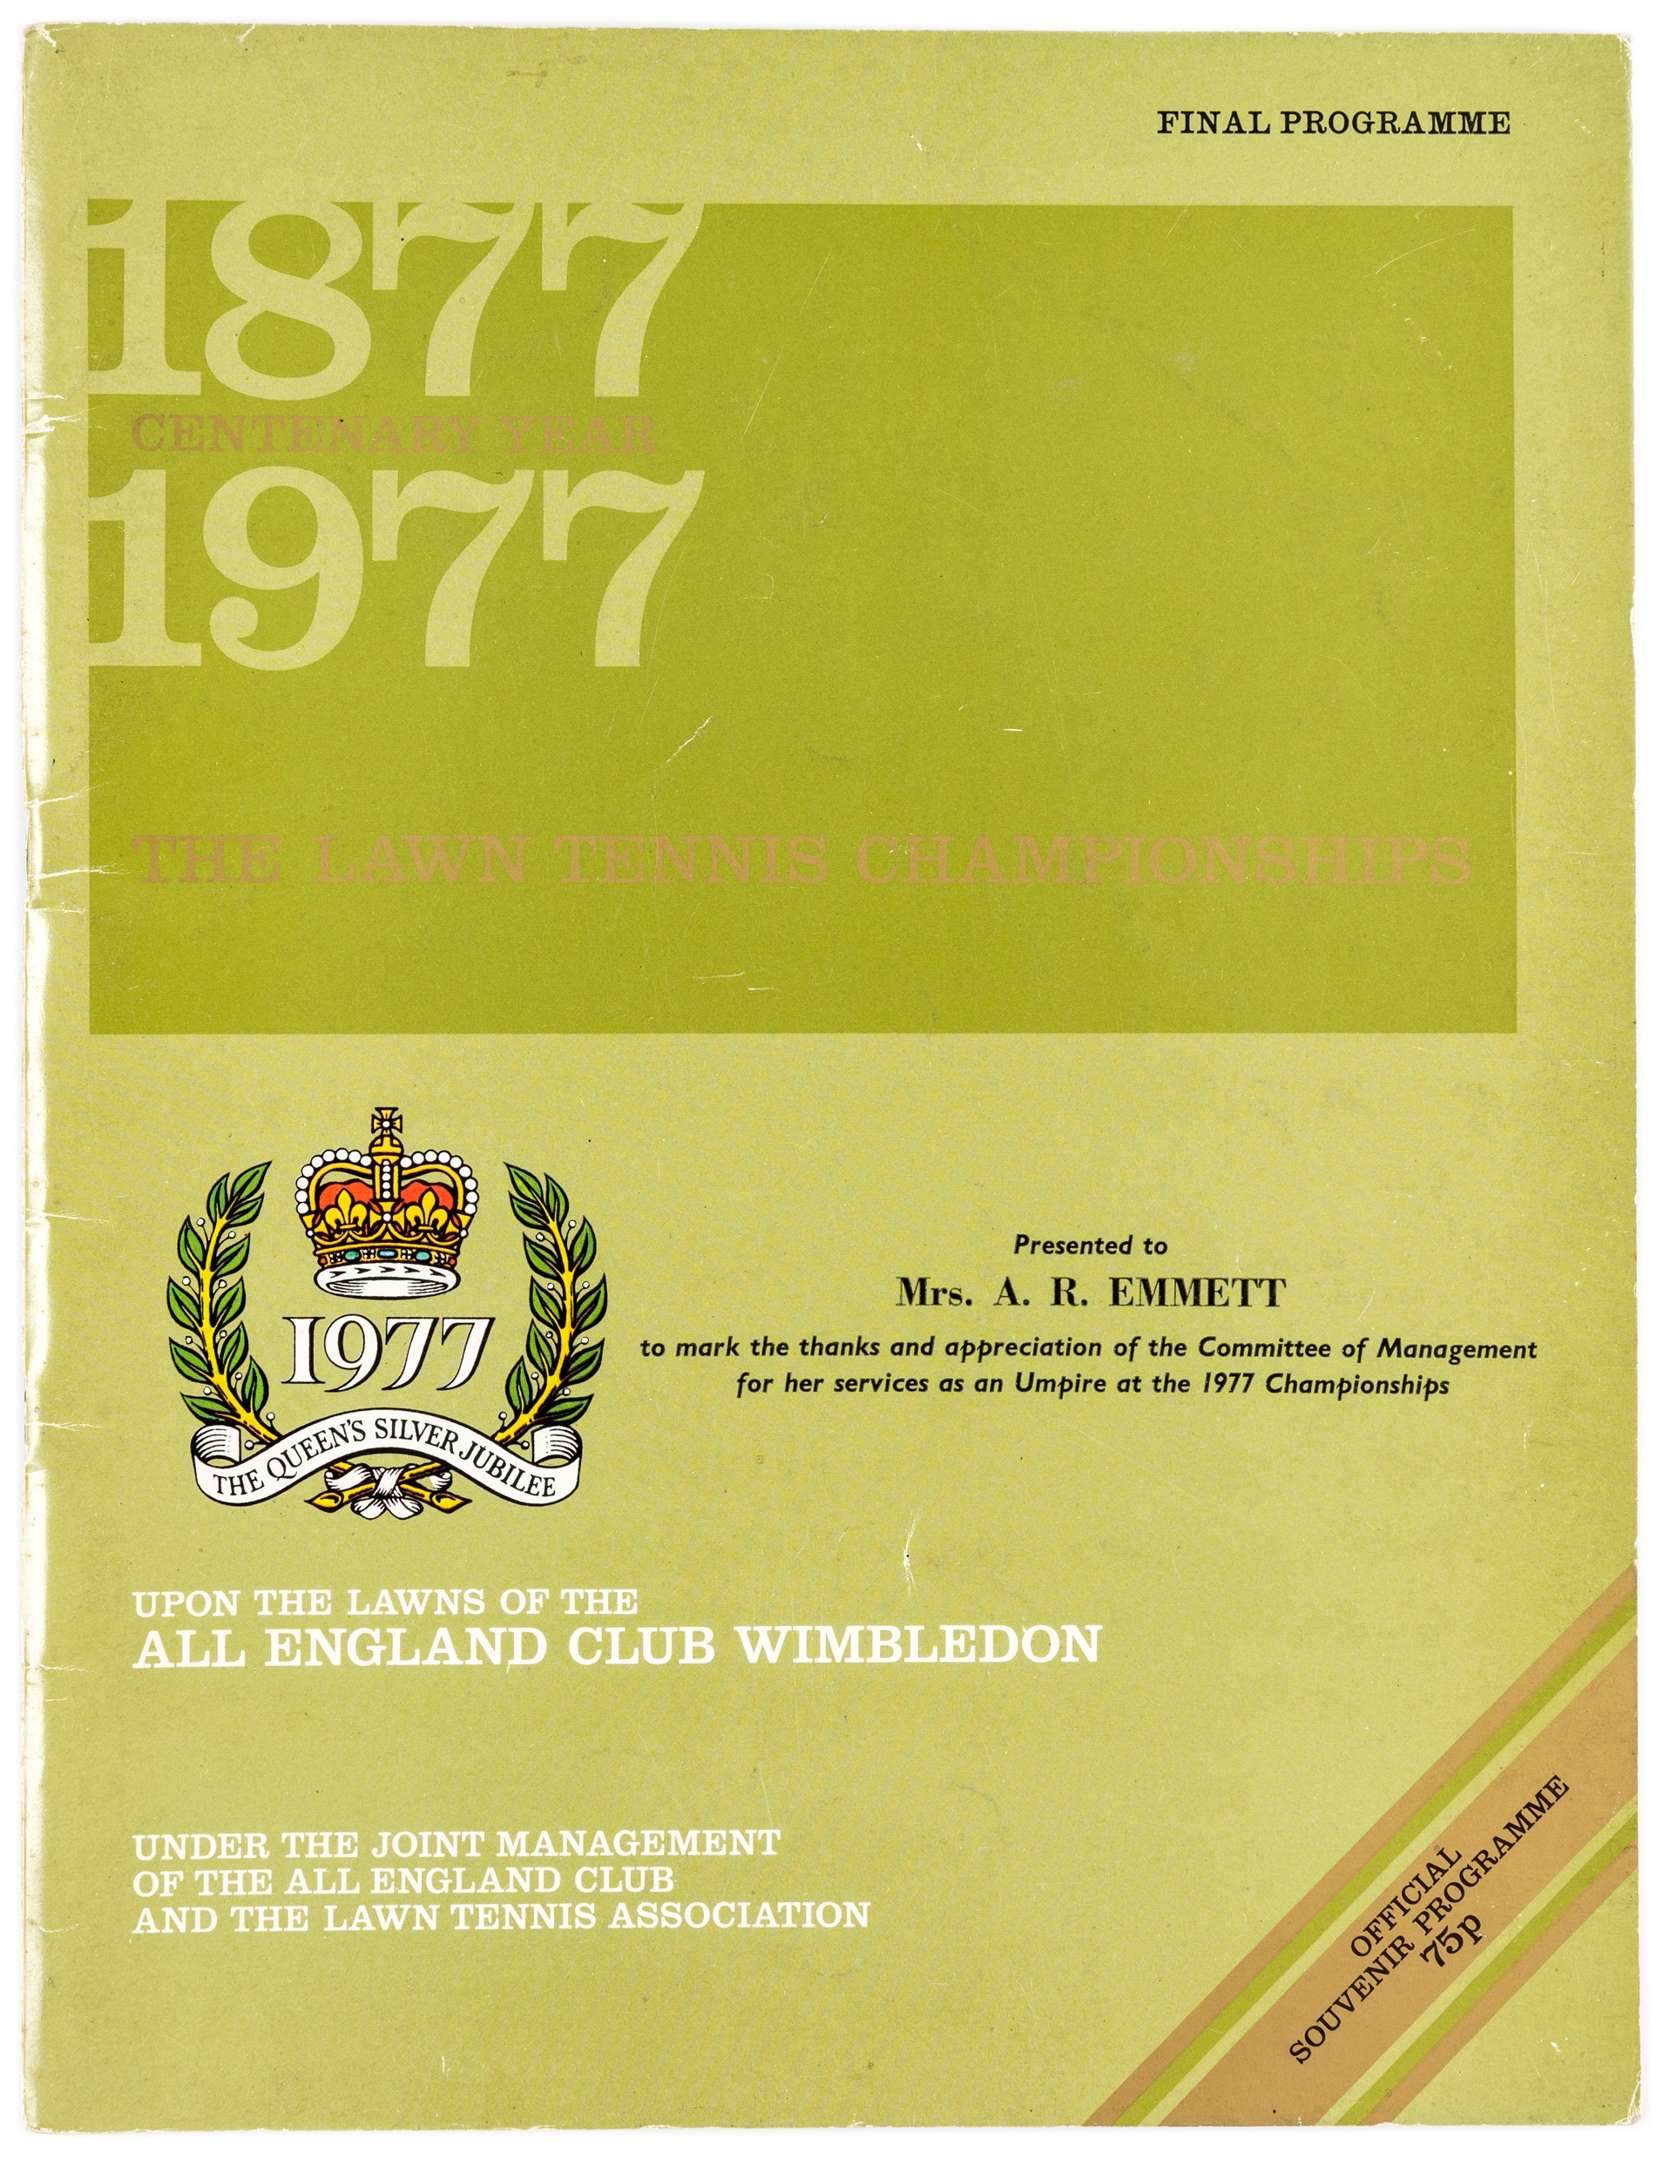 FINAL PROGRAMME
1877
CENTENARY YEAR
1977
THE LAWN TENNIS CHAMPIONSHIPS
1977
THE QUEEN'S SILVER JUBILEE
Presented to
Mrs. A. R. EMMETT
to mark the thanks and appreciation of the Committee of Management
for her services as an Umpire at the 1977 Championships
UPON THE LAWNS OF THE
ALL ENGLAND CLUB WIMBLEDON
UNDER THE JOINT MANAGEMENT
OF THE ALL ENGLAND CLUB
AND THE LAWN TENNIS ASSOCIATION
OFFICIAL
SOUVENIR PROGRAMME
75p